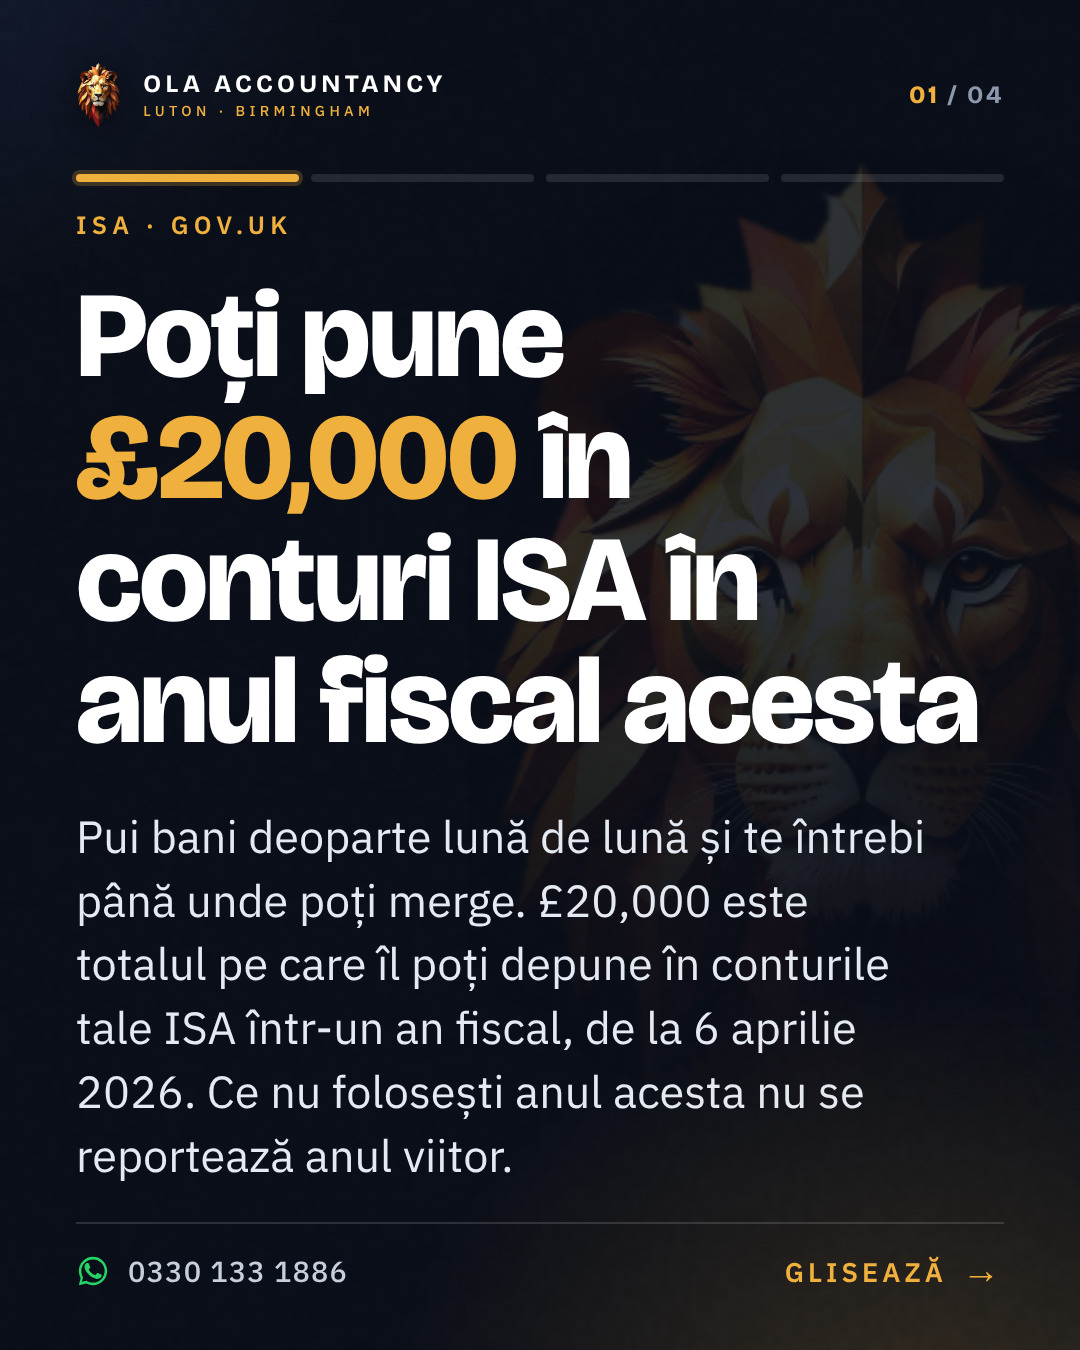 OLA ACCOUNTANCY
LUTON · BIRMINGHAM
01 / 04
ISA · GOV.UK
Poți pune
£20,000 în
conturi ISA în
anul fiscal acesta
Pui bani deoparte lună de lună și te întrebi
până unde poți merge. £20,000 este
totalul pe care îl poți depune în conturile
tale ISA într-un an fiscal, de la 6 aprilie
2026. Ce nu folosești anul acesta nu se
reportează anul viitor.
0330 133 1886
GLISEAZĂ →